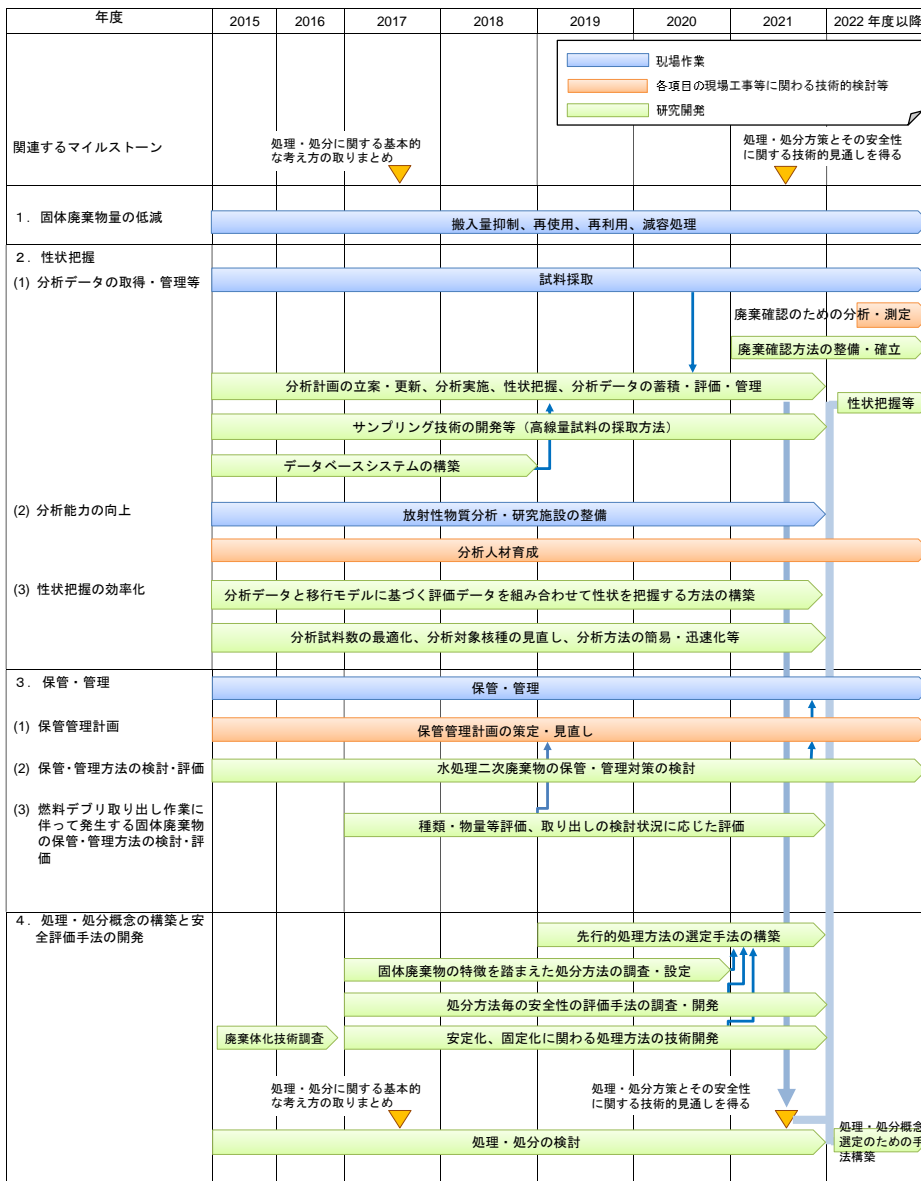 年度
2015
2016
2017
2018
2019
2020
2021
2022 年度以降
現場作業
各項目の現場工事等に関わる技術的検討等
研究開発
関連するマイルストーン
処理・処分に関する基本的
な考え方の取りまとめ
処理・処分方策とその安全性
に関する技術的見通しを得る
1. 固体廃棄物量の低減
搬入量抑制、再使用、再利用、減容処理
2. 性状把握
(1) 分析データの取得・管理等
試料採取
廃棄確認のための分析・測定
廃棄確認方法の整備・確立
分析計画の立案・更新、分析実施、性状把握、分析データの蓄積・評価・管理
性状把握等
サンプリング技術の開発等（高線量試料の採取方法）
データベースシステムの構築
(2) 分析能力の向上
放射性物質分析・研究施設の整備
分析人材育成
(3) 性状把握の効率化
分析データと移行モデルに基づく評価データを組み合わせて性状を把握する方法の構築
分析試料数の最適化、分析対象核種の見直し、分析方法の簡易・迅速化等
3. 保管・管理
保管・管理
(1) 保管管理計画
保管管理計画の策定・見直し
(2) 保管・管理方法の検討・評価
水処理二次廃棄物の保管・管理対策の検討
(3) 燃料デブリ取り出し作業に
伴って発生する固体廃棄物
の保管・管理方法の検討・評
価
種類・物量等評価、取り出しの検討状況に応じた評価
4. 処理・処分概念の構築と安
全評価手法の開発
先行的処理方法の選定手法の構築
固体廃棄物の特徴を踏まえた処分方法の調査・設定
処分方法毎の安全性の評価手法の調査・開発
廃棄体化技術調査
安定化、固定化に関わる処理方法の技術開発
処理・処分に関する基本的
な考え方の取りまとめ
処理・処分方策とその安全性
に関する技術的見通しを得る
処理・処分の検討
処理・処分概念
選定のための手
法構築